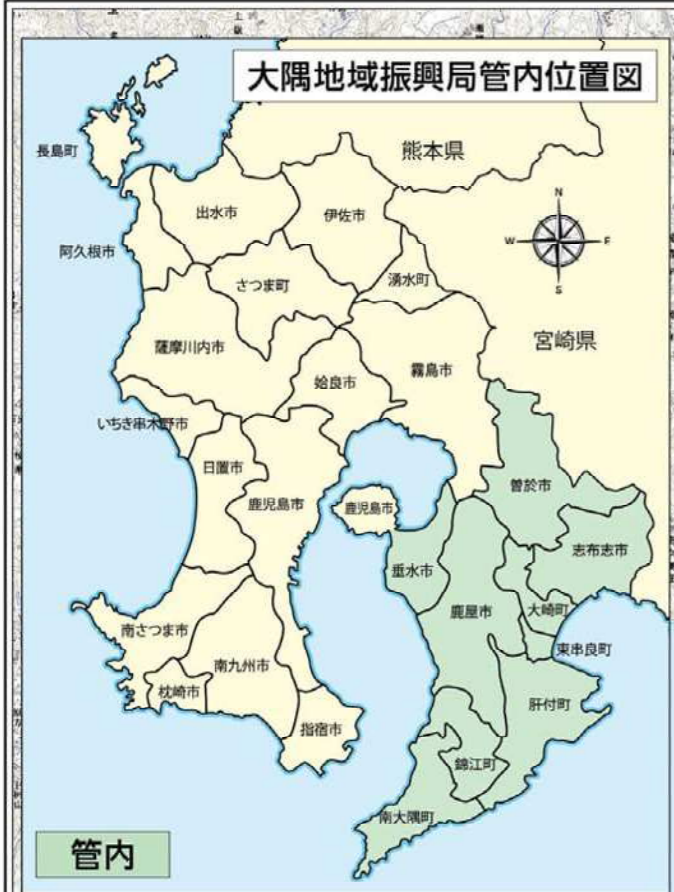 大隅地域振興局管内位置図
熊本県
長島町
出水市
伊佐市
N
W
E
S
阿久根市
さつま町
湧水町
薩摩川内市
宮崎県
霧島市
姶良市
いちき串木野市
日置市
曽於市
鹿児島市
鹿児島市
志布志市
垂水市
鹿屋市
大崎町
南さつま市
東串良町
南九州市
枕崎市
肝付町
指宿市
錦江町
南大隅町
管内